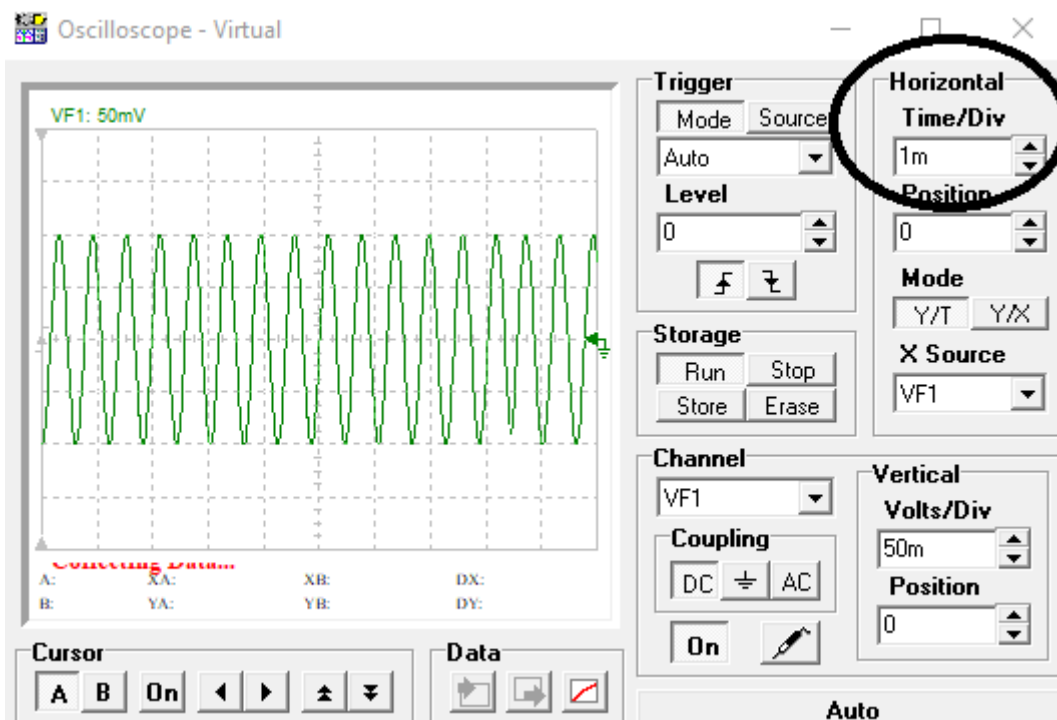 Oscilloscope - Virtual
VF1: 50mV
Collecting Data...
A: XA: XB: DX:
B: YA: YB: DY:
Cursor
A B On
Data
Trigger
Mode Source
Auto
Level
0
Storage
Run Stop
Store Erase
Horizontal
Time/Div
1m
Position
0
Mode
Y/T Y/X
X Source
VF1
Channel
VF1
Coupling
DC AC
On
Vertical
Volts/Div
50m
Position
0
Auto